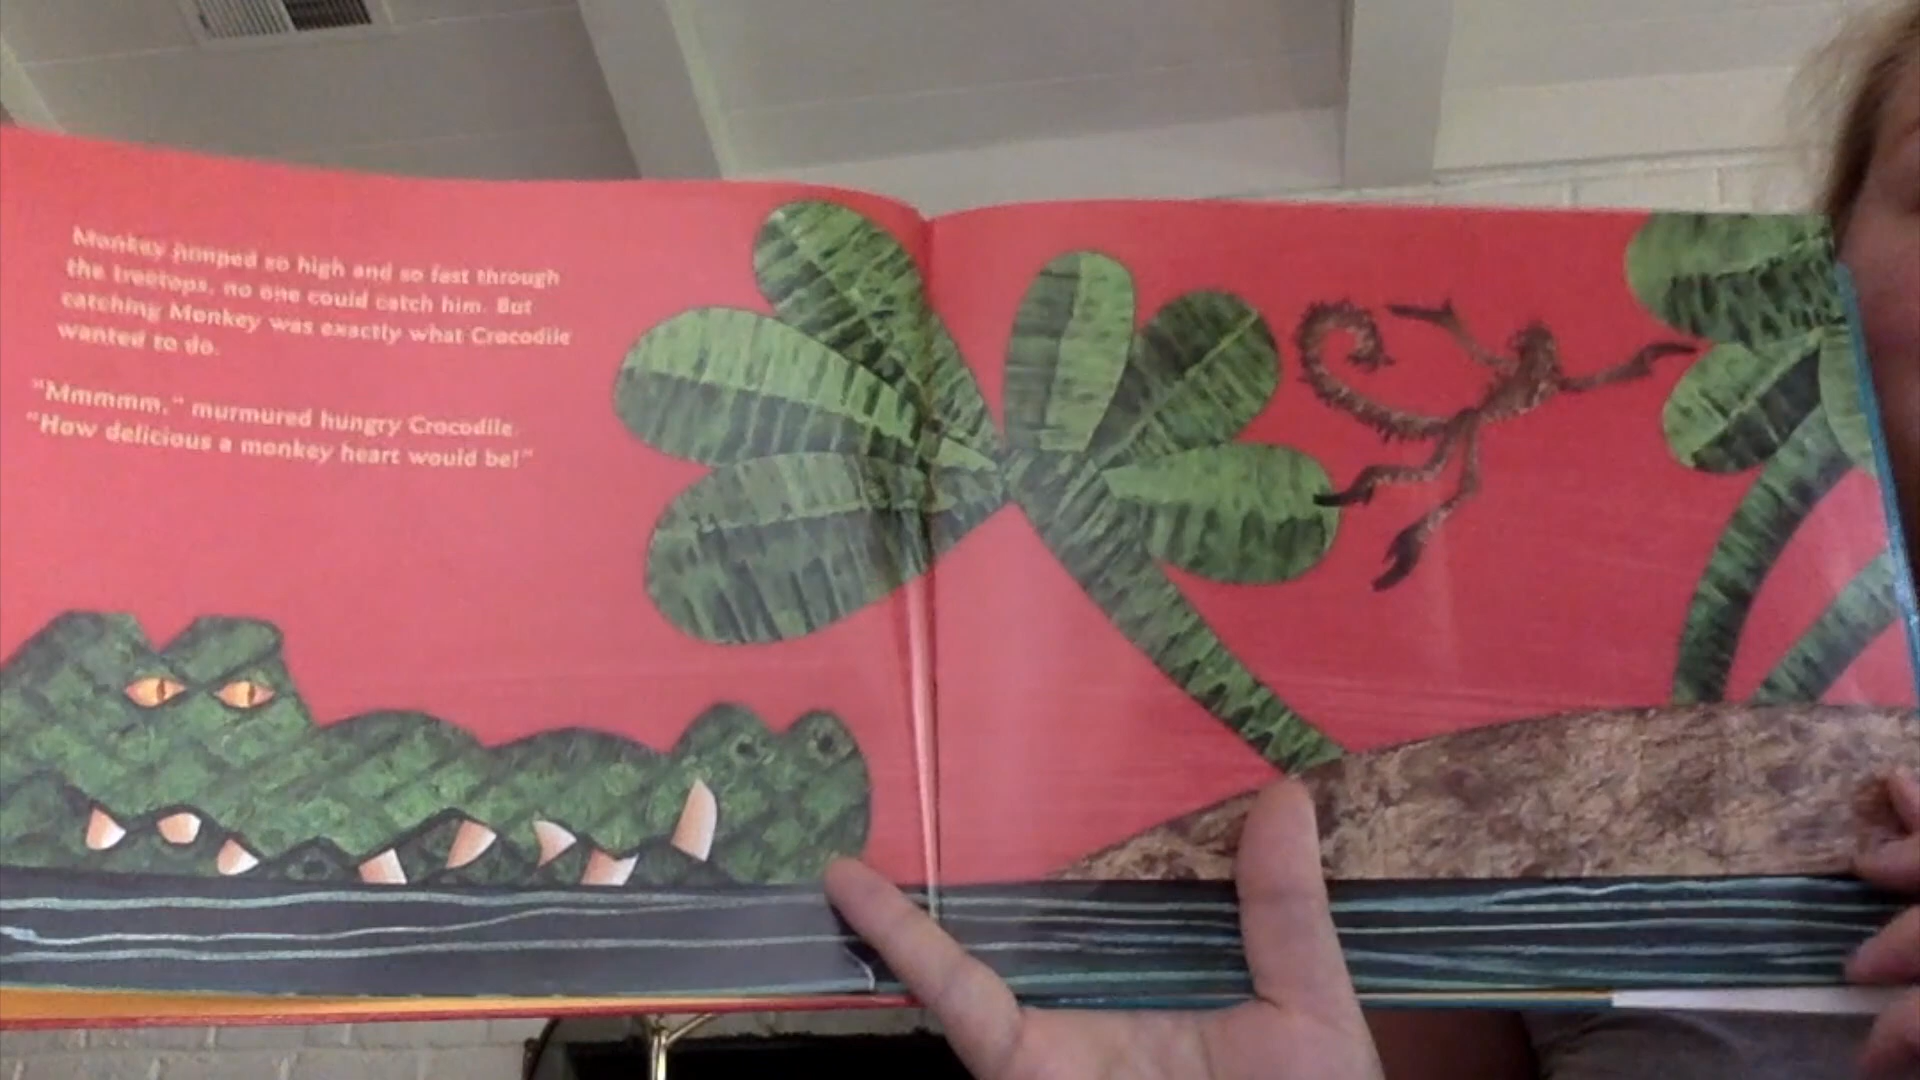 Monkey jumped so high and so fast through
the treetops, no one could catch him. But
catching Monkey was exactly what Crocodile
wanted to do.
"Mmmmm," murmured hungry Crocodile.
"How delicious a monkey heart would be!"